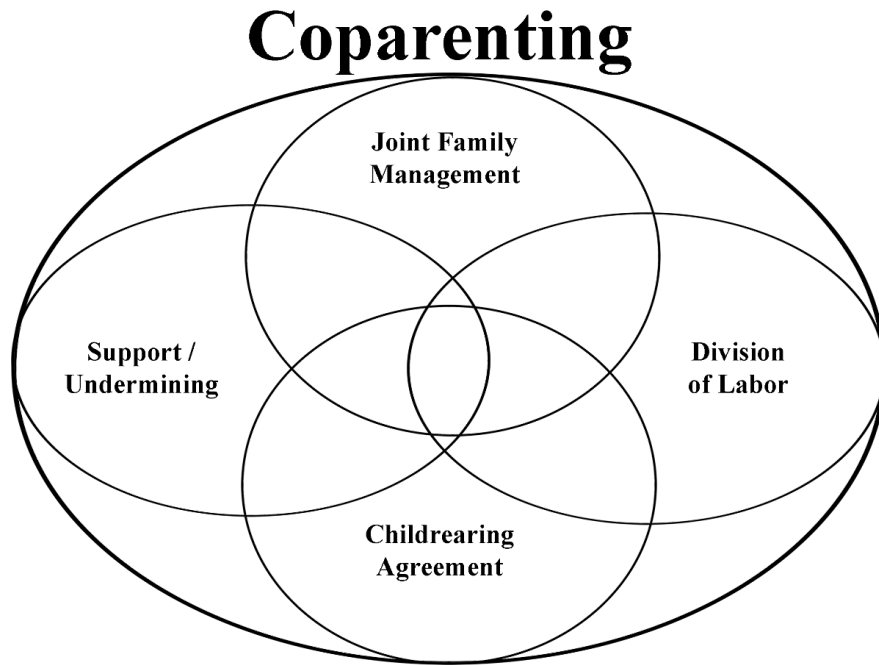 Coparenting
Joint Family
Management
Support /
Undermining
Division
of Labor
Childrearing
Agreement